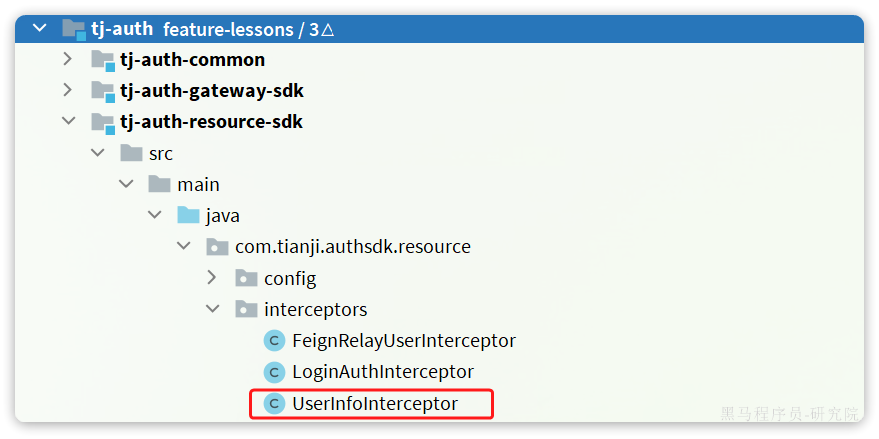 tj-auth feature-lessons / 3△
tj-auth-common
tj-auth-gateway-sdk
tj-auth-resource-sdk
src
main
java
com.tianji.authsdk.resource
config
interceptors
C FeignRelayUserInterceptor
C LoginAuthInterceptor
C UserInfoInterceptor
黑马程序员-研究院